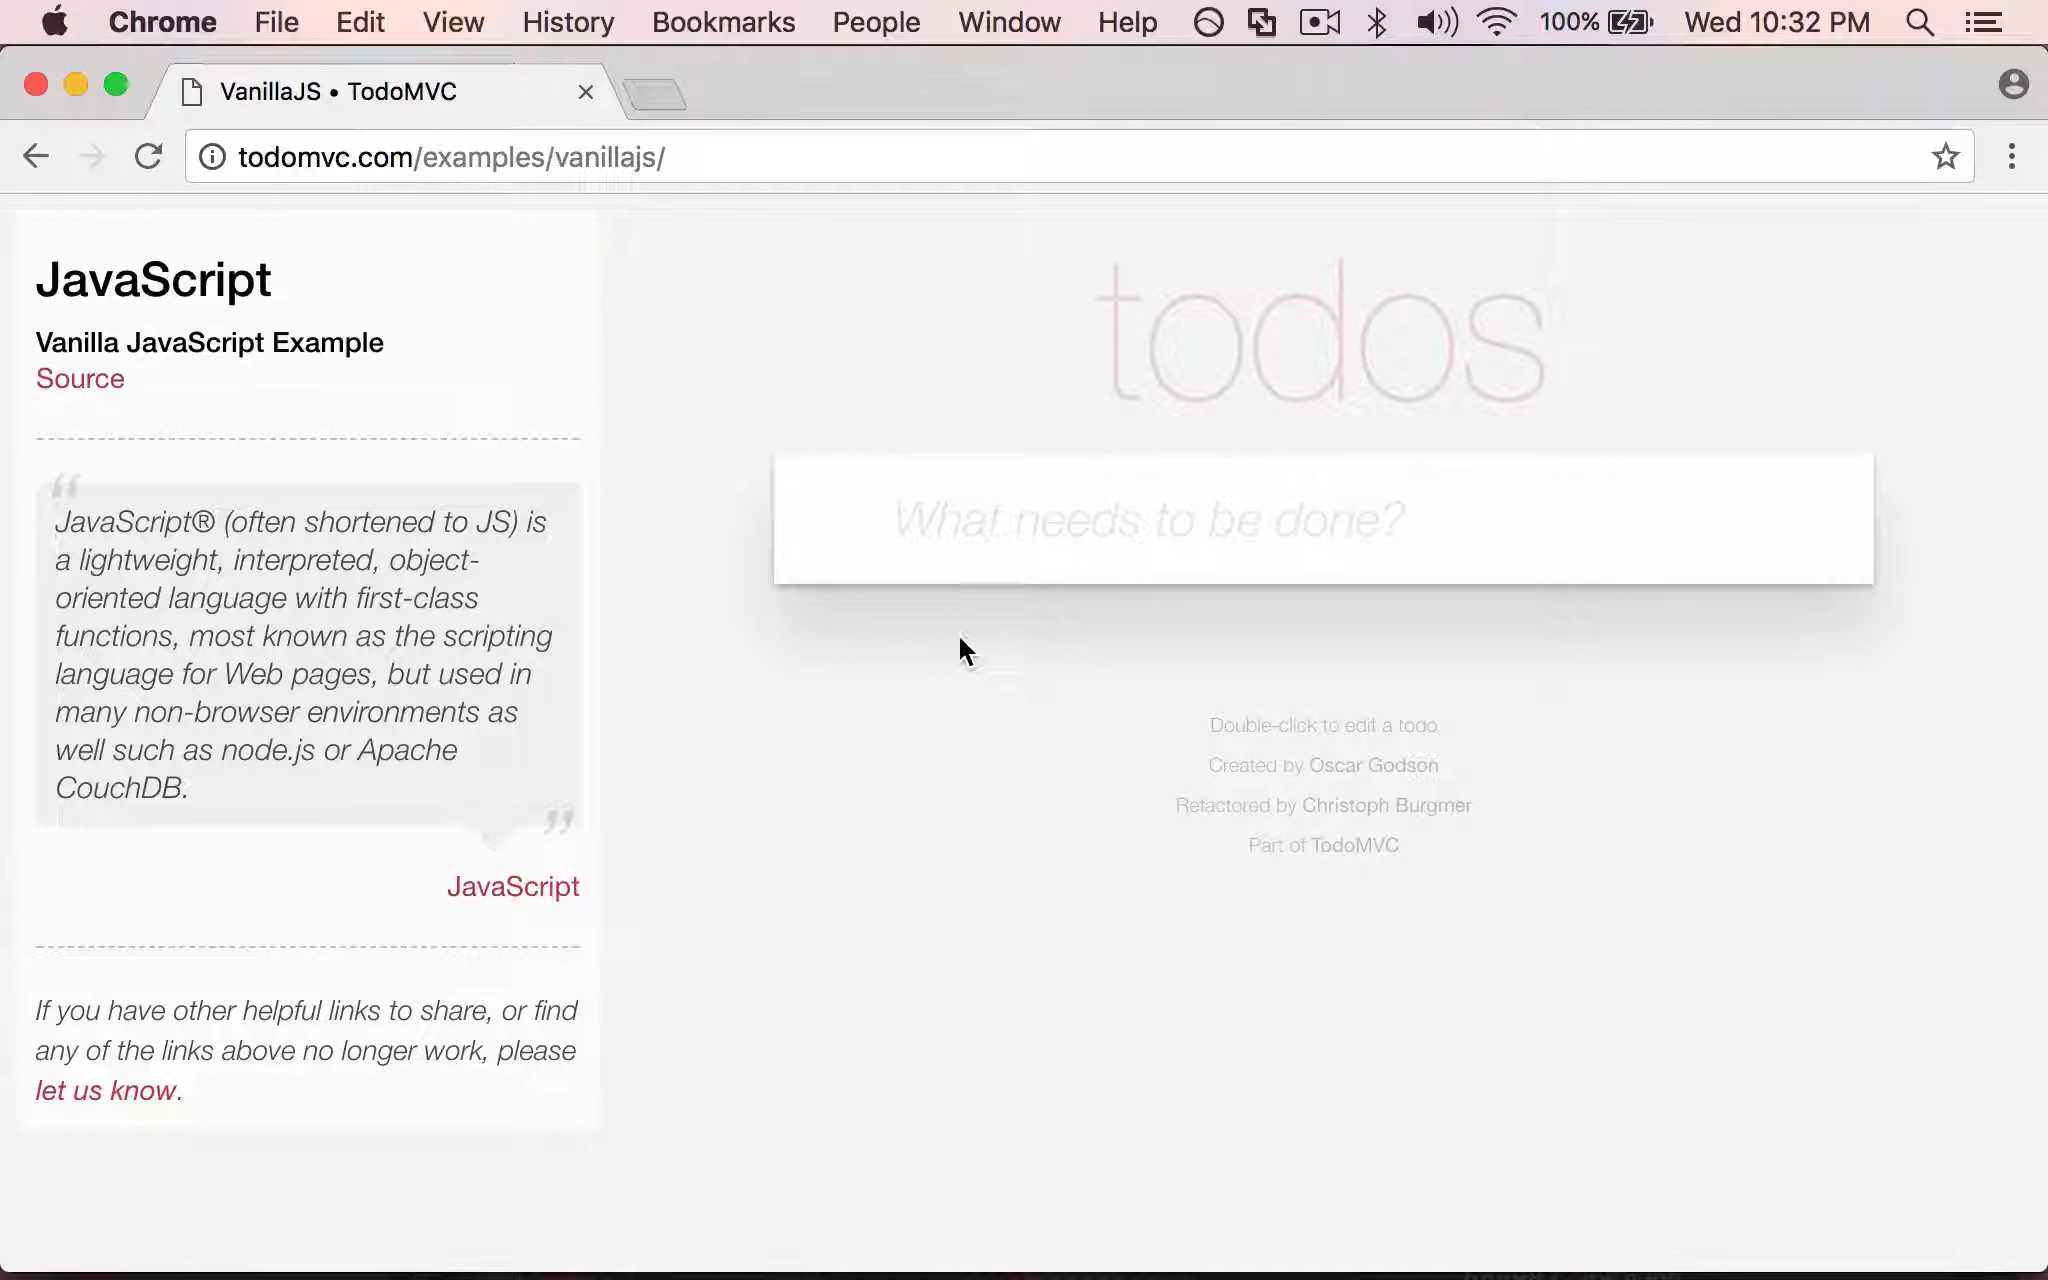 Chrome File Edit View History Bookmarks People Window Help 100% Wed 10:32 PM
VanillaJS • TodoMVC
todomvc.com/examples/vanillajs/
JavaScript
Vanilla JavaScript Example
Source
“
JavaScript® (often shortened to JS) is
a lightweight, interpreted, object-
oriented language with first-class
functions, most known as the scripting
language for Web pages, but used in
many non-browser environments as
well such as node.js or Apache
CouchDB.
”
JavaScript
If you have other helpful links to share, or find
any of the links above no longer work, please
let us know.
todos
What needs to be done?
Double-click to edit a todo
Created by Oscar Godson
Refactored by Christoph Burgmer
Part of TodoMVC